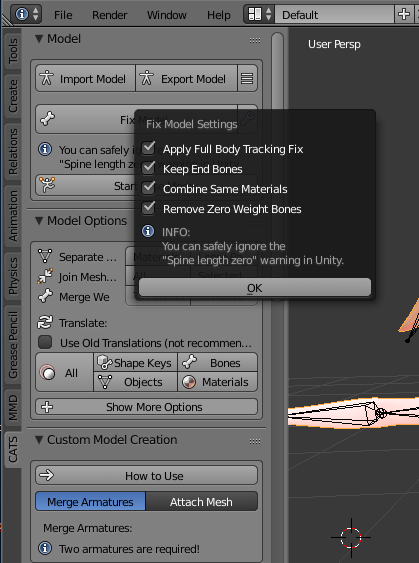 File Render Window Help Default
Model
User Persp
Import Model Export Model
Fix M
Fix Model Settings
Apply Full Body Tracking Fix
Keep End Bones
Combine Same Materials
Remove Zero Weight Bones
INFO:
You can safely ignore the
"Spine length zero" warning in Unity.
OK
You can safely i
"Spine length ze
Star
Model Options
Separate ...
Join Mesh...
Merge We
Translate:
Use Old Translations (not recommen...
All Shape Keys Bones
Objects Materials
Show More Options
Custom Model Creation
How to Use
Merge Armatures Attach Mesh
Merge Armatures:
Two armatures are required!
Tools
Create
Relations
Animation
Physics
Grease Pencil
MMD
CATS